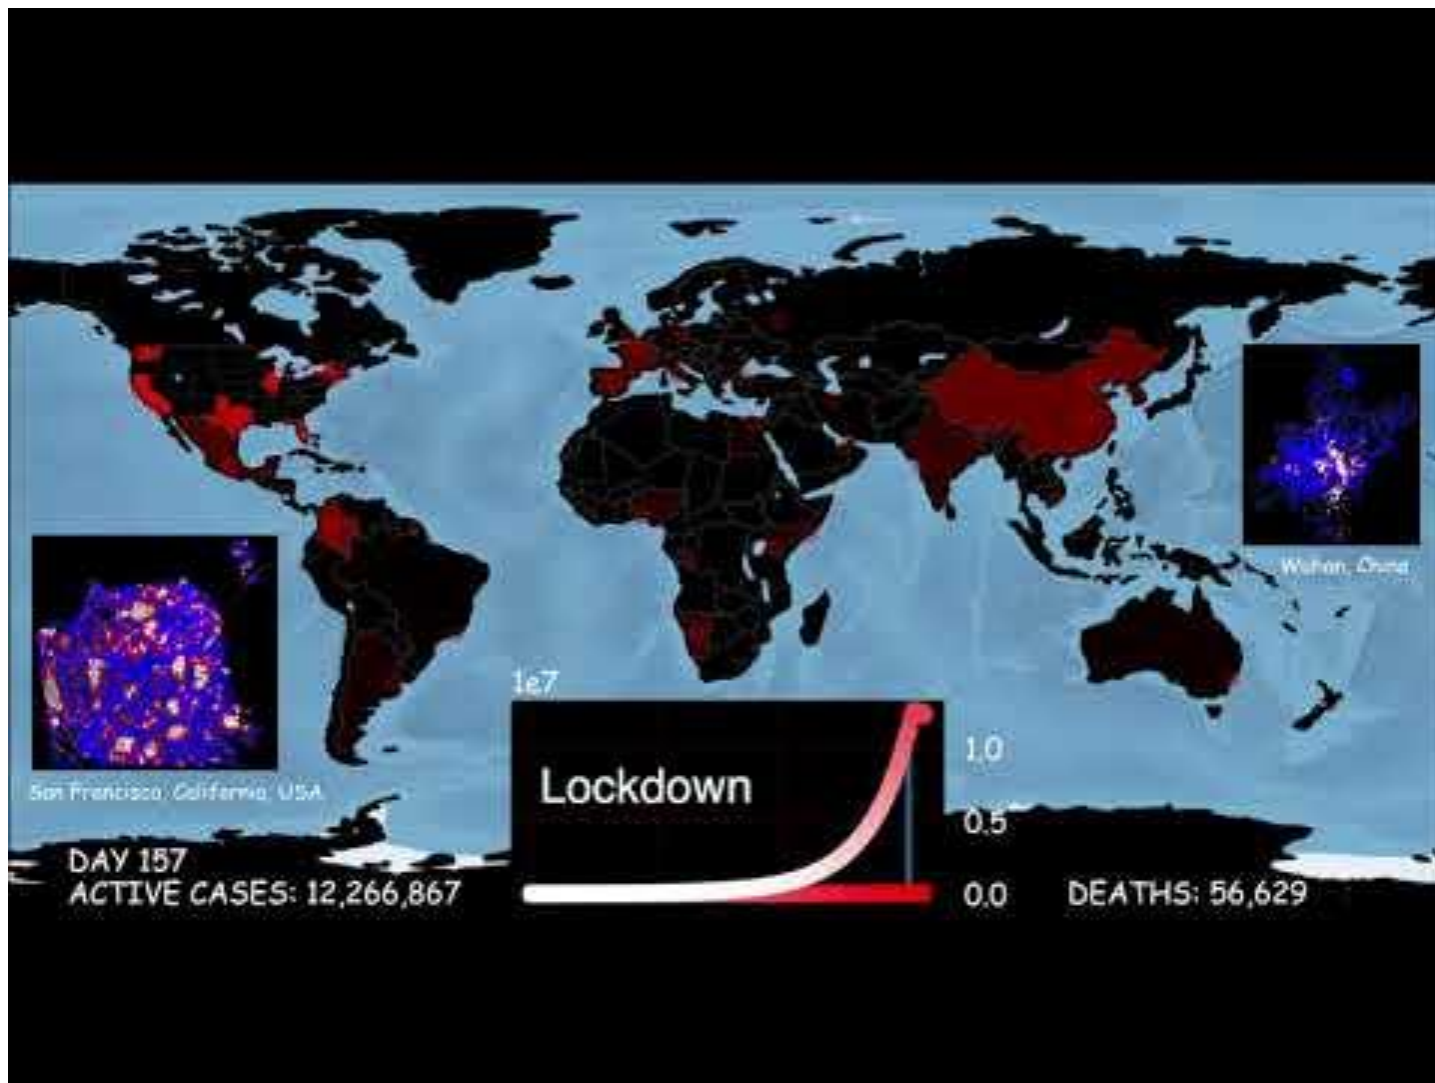 Wuhan, China
1e7
Lockdown
1.0
0.5
0.0
San Francisco, California, USA
DAY 157
ACTIVE CASES: 12,266,867
DEATHS: 56,629